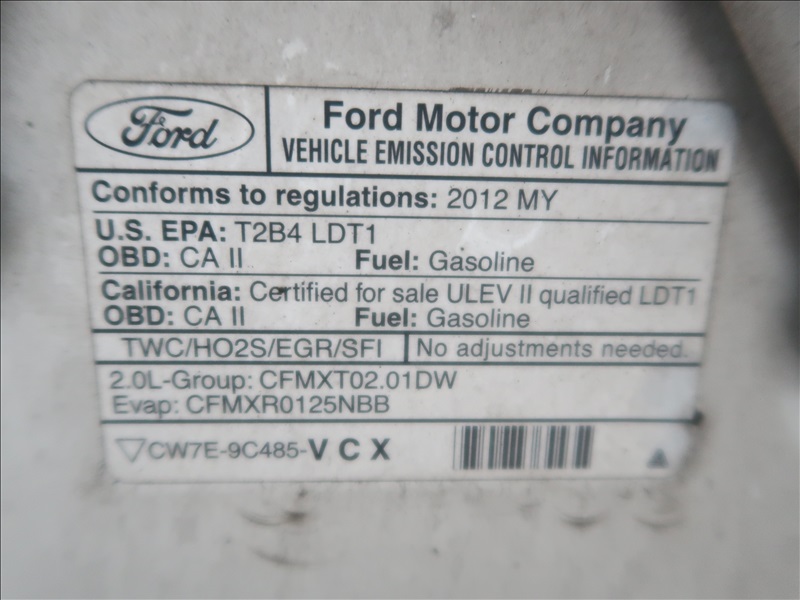 Ford
Ford Motor Company
VEHICLE EMISSION CONTROL INFORMATION
Conforms to regulations: 2012 MY
U.S. EPA: T2B4 LDT1
OBD: CA II Fuel: Gasoline
California: Certified for sale ULEV II qualified LDT1
OBD: CA II Fuel: Gasoline
TWC/HO2S/EGR/SFI No adjustments needed.
2.0L-Group: CFMXT02.01DW
Evap: CFMXR0125NBB
▽CW7E-9C485-VCX